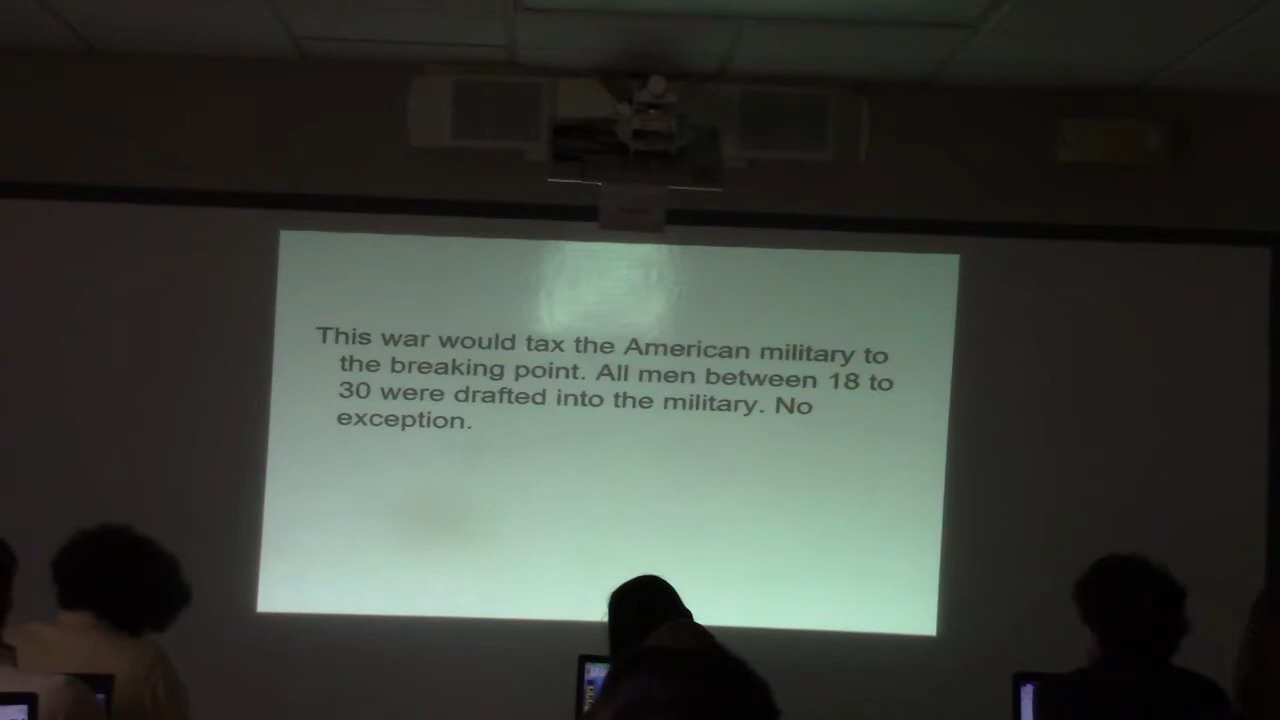 This war would tax the American military to
the breaking point. All men between 18 to
30 were drafted into the military. No
exception.